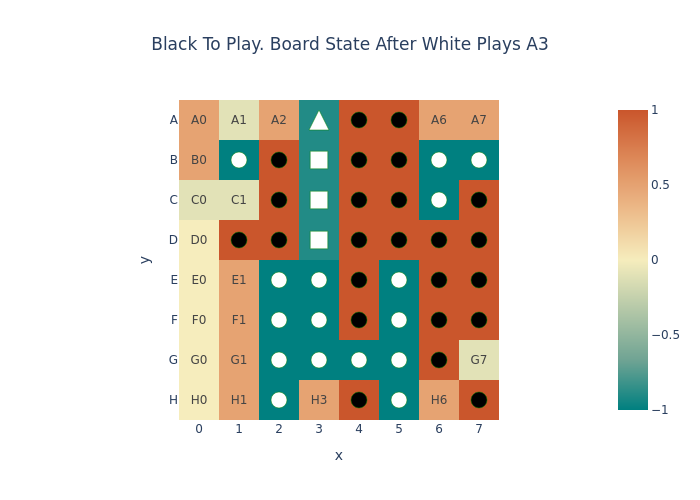 Black To Play. Board State After White Plays A3
A A0 A1 A2 A6 A7
B B0
C C0 C1
D D0
E E0 E1
F F0 F1
G G0 G1 G7
H H0 H1 H3 H6
0 1 2 3 4 5 6 7
x
y
1
0.5
0
−0.5
−1